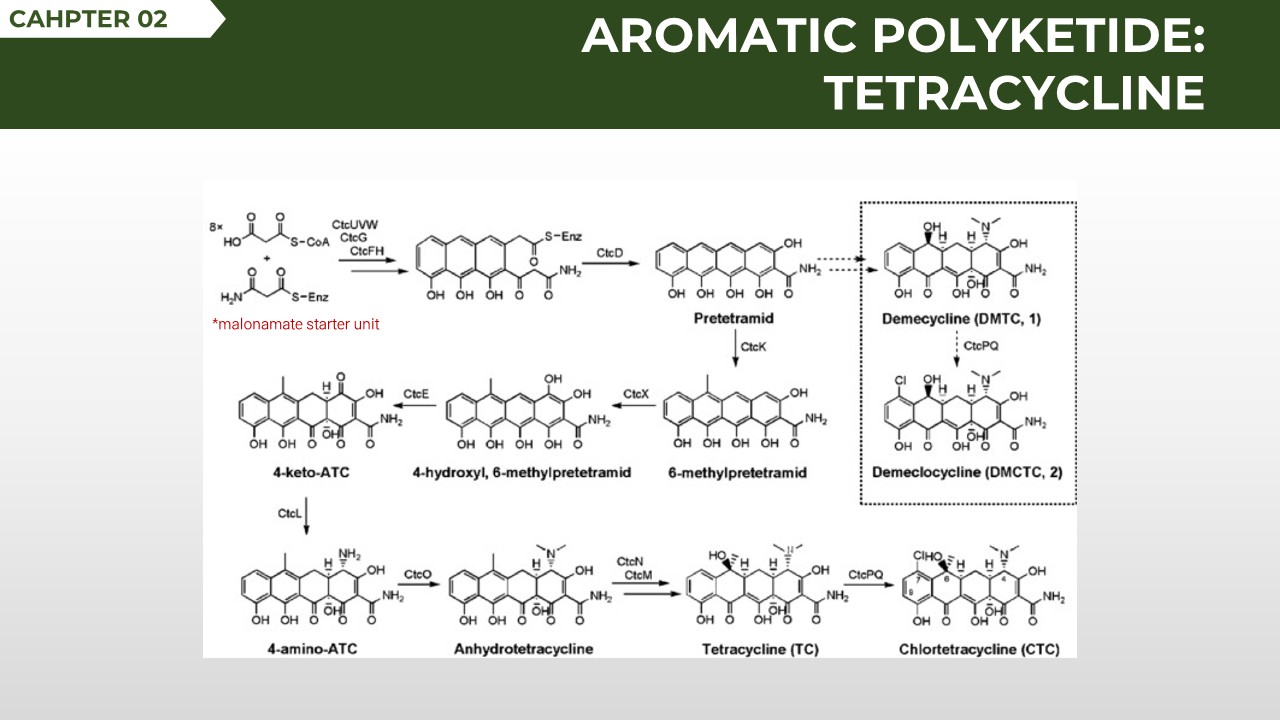 CAHPTER 02
AROMATIC POLYKETIDE:
TETRACYCLINE
8×
HO
O
O
S-CoA
+
H₂N
O
O
S-Enz
*malonamate starter unit
CtcUVW
CtcG
CtcFH
S-Enz
O
NH₂
OH OH OH O O
CtcD
OH
NH₂
OH OH OH OH O
Pretetramid
OH
H
H
N
OH
NH₂
OH O OH OH O O
Demecycline (DMTC, 1)
CtcK
CtcPQ
O
H
OH
NH₂
OH OH O OH O O
4-keto-ATC
CtcE
OH
OH
NH₂
OH OH OH OH O
4-hydroxyl, 6-methylpretetramid
CtcX
OH
NH₂
OH OH OH OH O
6-methylpretetramid
Cl
OH
H
H
N
OH
NH₂
OH O OH OH O O
Demeclocycline (DMCTC, 2)
CtcL
NH₂
H
OH
NH₂
OH OH O OH O O
4-amino-ATC
CtcO
N
H
OH
NH₂
OH OH O OH O O
Anhydrotetracycline
CtcN
CtcM
HO
H
H
N
OH
NH₂
OH O OH OH O O
Tetracycline (TC)
CtcPQ
ClHO
H
H
N
7
6
4
OH
NH₂
OH O OH OH O O
Chlortetracycline (CTC)